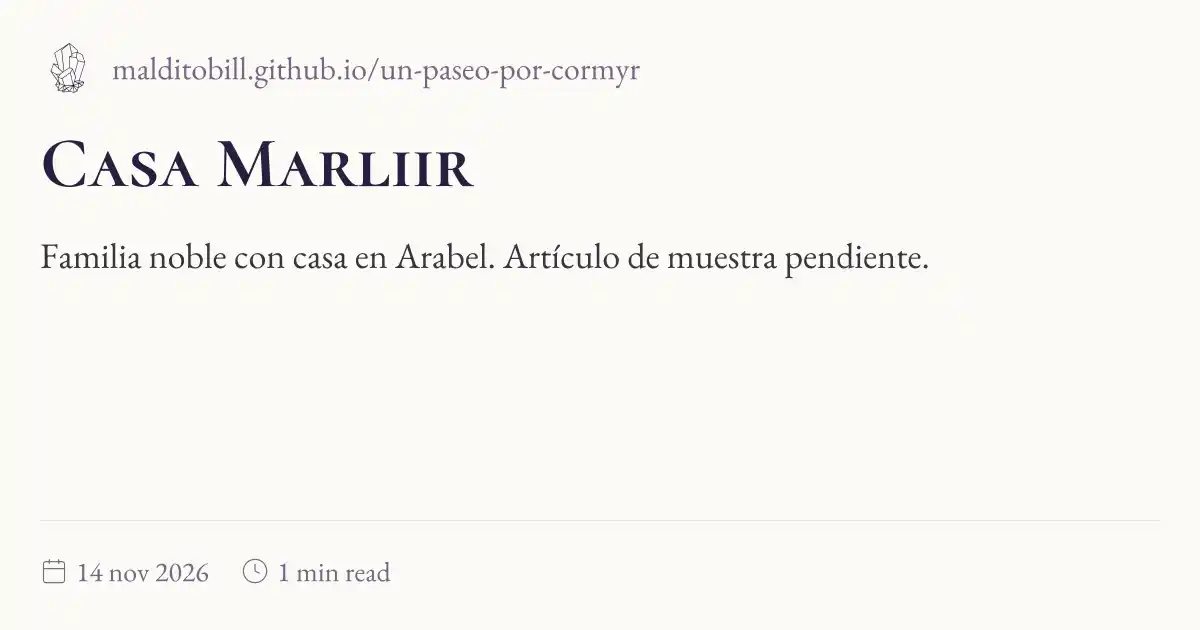 malditobill.github.io/un-paseo-por-cormyr
Casa Marliir
Familia noble con casa en Arabel. Artículo de muestra pendiente.
14 nov 2026 1 min read